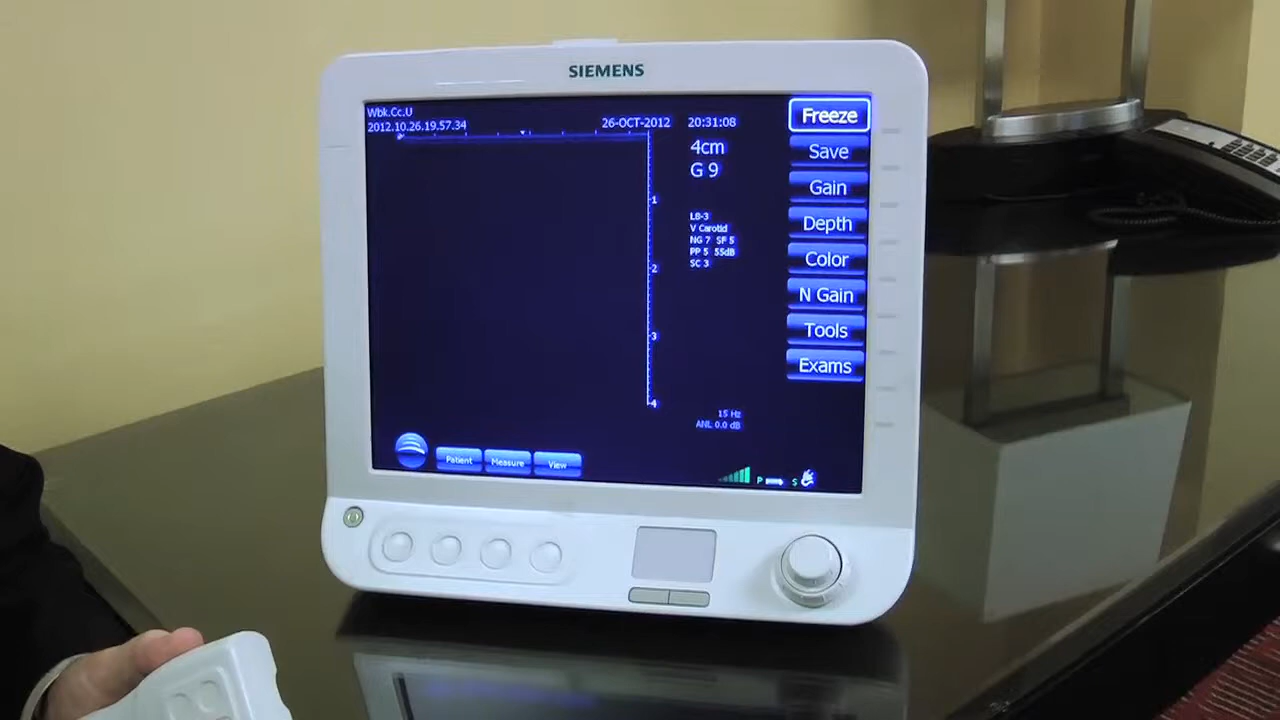 SIEMENS
Wbk.Cc.U
2012.10.26.19.57.34
26-OCT-2012 20:31:08
4cm
G 9
L8-3
V Carotid
NG 7 SF 5
PP 5 55dB
SC 3
1
2
3
4
15 Hz
ANL 0.0 dB
Freeze
Save
Gain
Depth
Color
N Gain
Tools
Exams
Patient
Measure
View
P
S